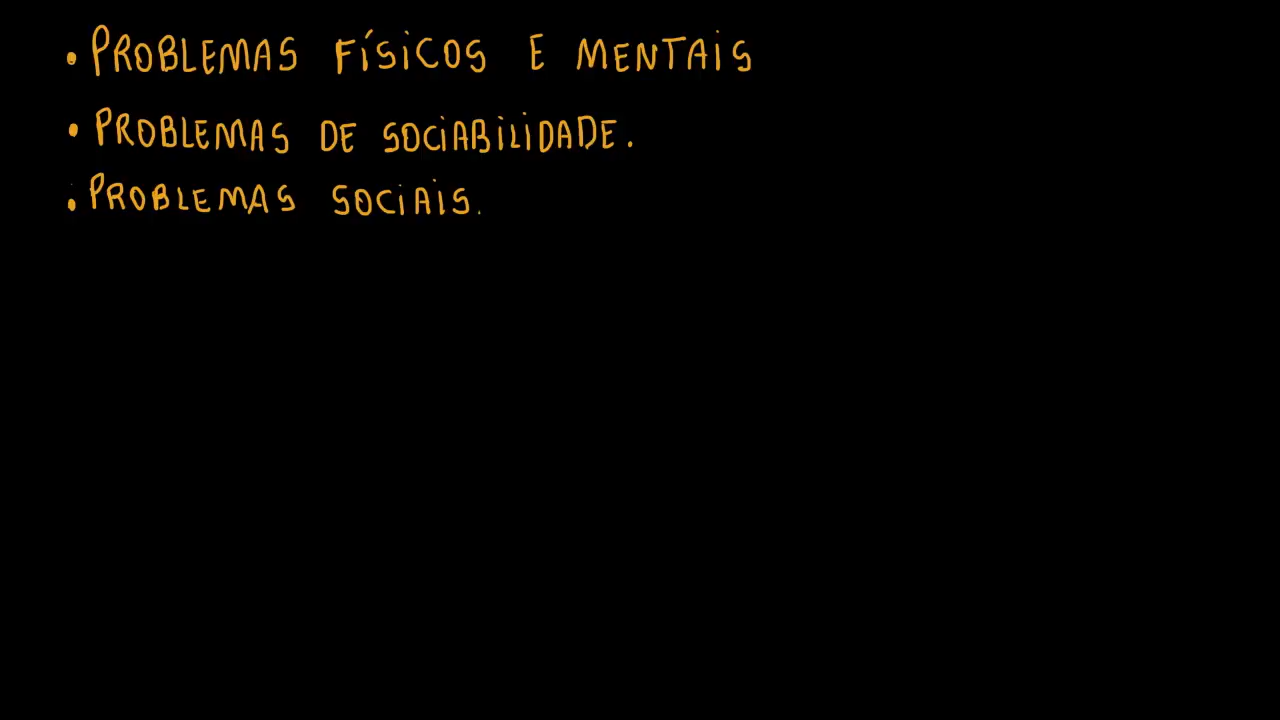 • PROBLEMAS FÍSICOS E MENTAIS
• PROBLEMAS DE SOCIABILIDADE.
• PROBLEMAS SOCIAIS.